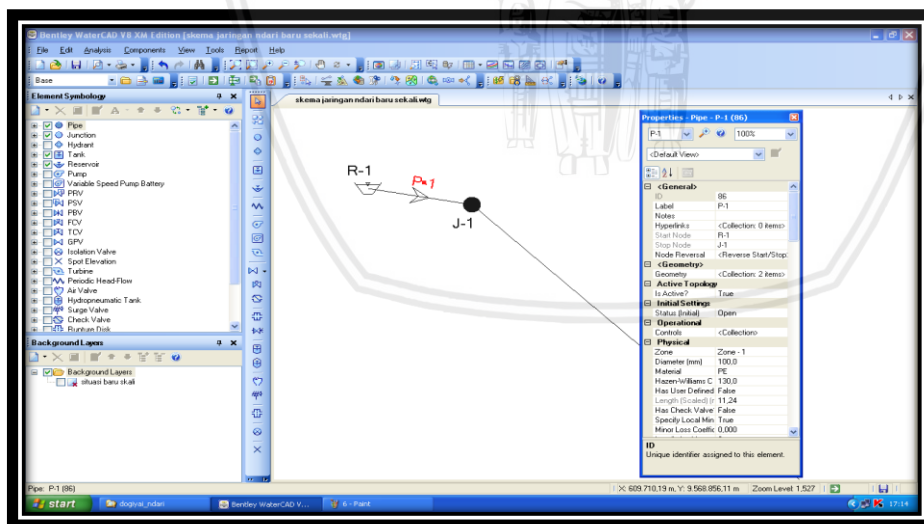 Bentley WaterCAD V8 XM Edition [skema jaringan ndari baru sekali.wtg]
File Edit Analysis Components View Tools Report Help
Base
Element Symbology
Pipe
Junction
Hydrant
Tank
Reservoir
Pump
Variable Speed Pump Battery
PRV
PSV
PBV
FCV
TCV
GPV
Isolation Valve
Spot Elevation
Turbine
Periodic Head-Flow
Air Valve
Hydropneumatic Tank
Surge Valve
Check Valve
Rupture Disk
Background Layers
Background Layers
situasi baru skali
skema jaringan ndari baru sekali.wtg
R-1
P-1
J-1
Properties - Pipe - P-1 (86)
P-1 100%
<Default View>
<General>
ID 86
Label P-1
Notes
Hyperlinks <Collection: 0 items>
Start Node R-1
Stop Node J-1
Node Reversal <Reverse Start/Stop
<Geometry>
Geometry <Collection: 2 items>
Active Topology
Is Active? True
Initial Settings
Status (Initial) Open
Operational
Controls <Collection>
Physical
Zone Zone - 1
Diameter (mm) 100,0
Material PE
Hazen-Williams C 130,0
Has User Defined False
Length (Scaled) (r 11,24
Has Check Valve False
Specify Local Min True
Minor Loss Coeffic 0,000
ID
Unique identifier assigned to this element.
Pipe: P-1 (86)
X: 609.710,19 m, Y: 9.568.856,11 m Zoom Level: 1,527
start dogiyai_ndari Bentley WaterCAD V... 6 - Paint 17:14